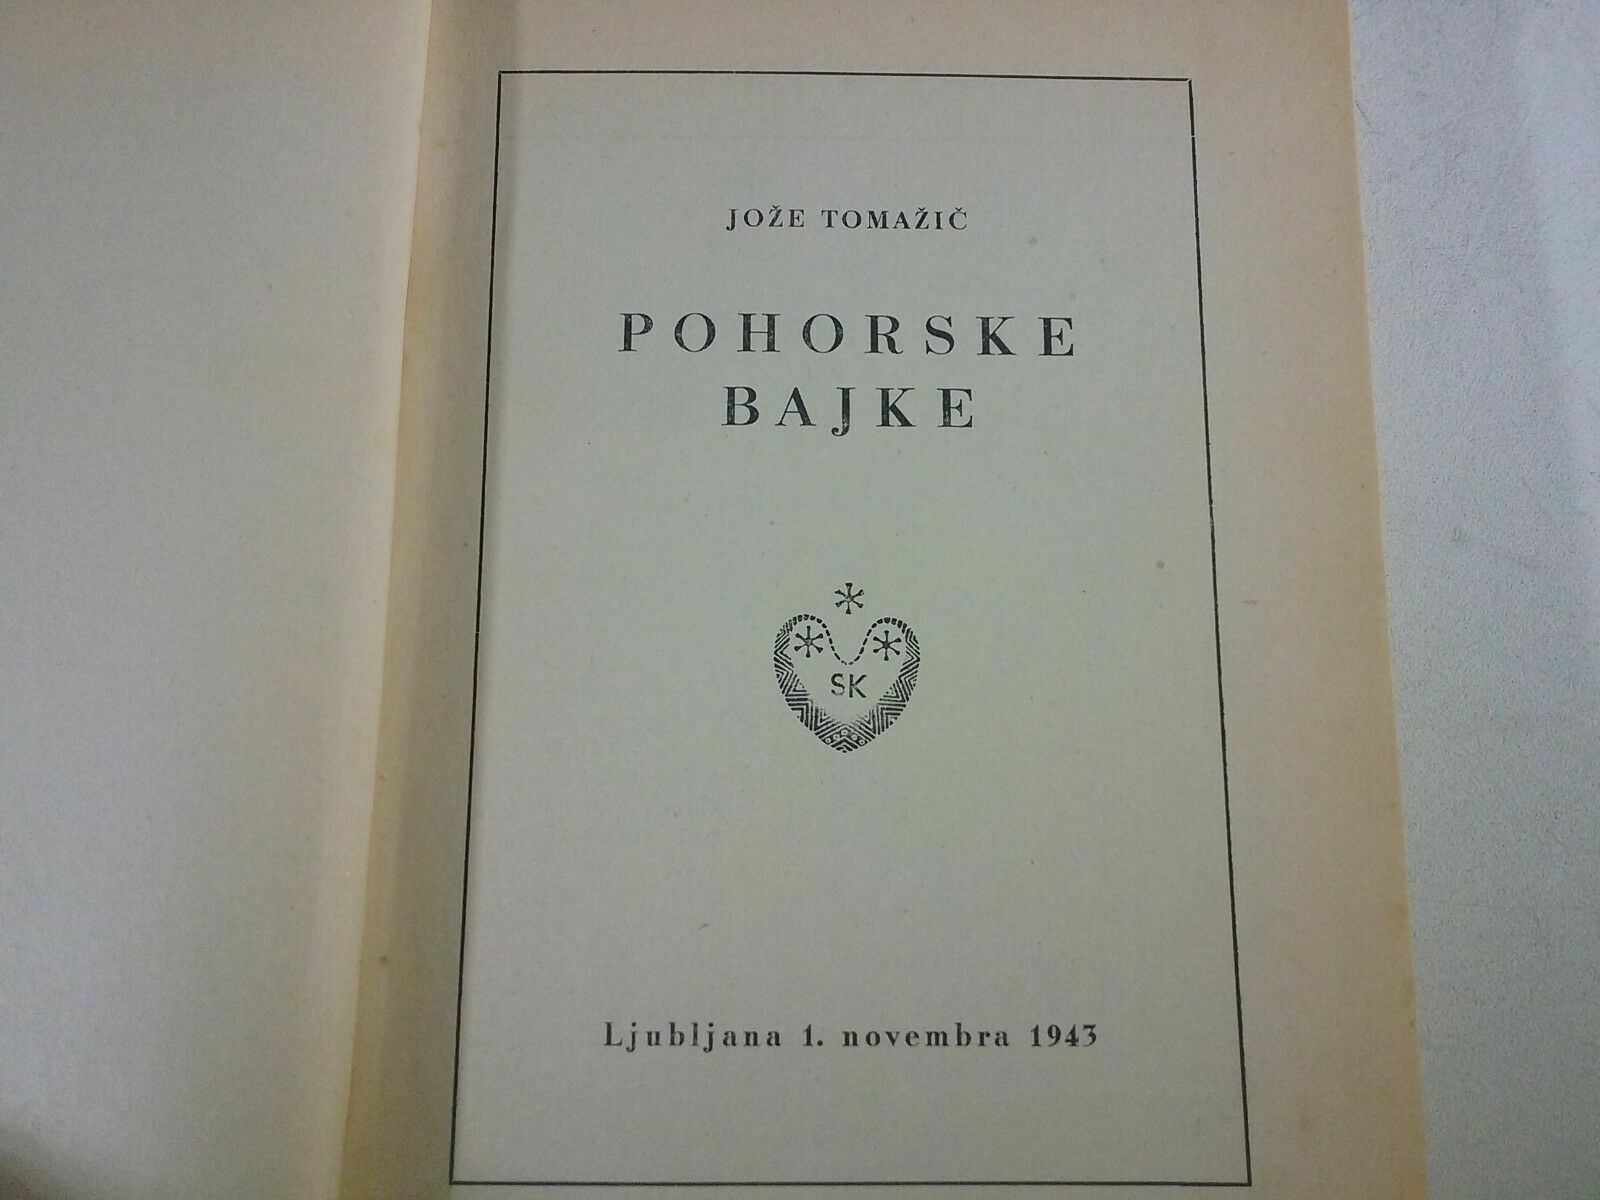 JOŽE TOMAŽIČ
POHORSKE
BAJKE
SK
Ljubljana 1. novembra 1943